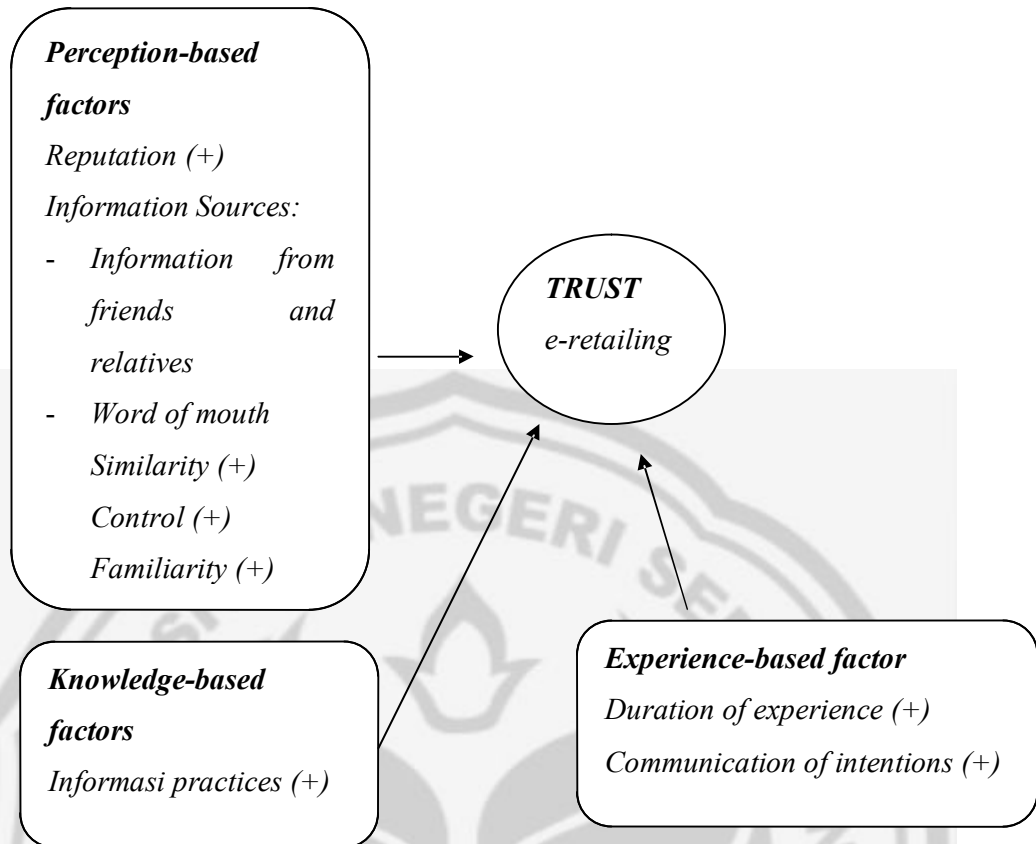 Perception-based
factors
Reputation (+)
Information Sources:
- Information from
friends and
relatives
- Word of mouth
Similarity (+)
Control (+)
Familiarity (+)
TRUST
e-retailing
Knowledge-based
factors
Informasi practices (+)
Experience-based factor
Duration of experience (+)
Communication of intentions (+)
NEGERI